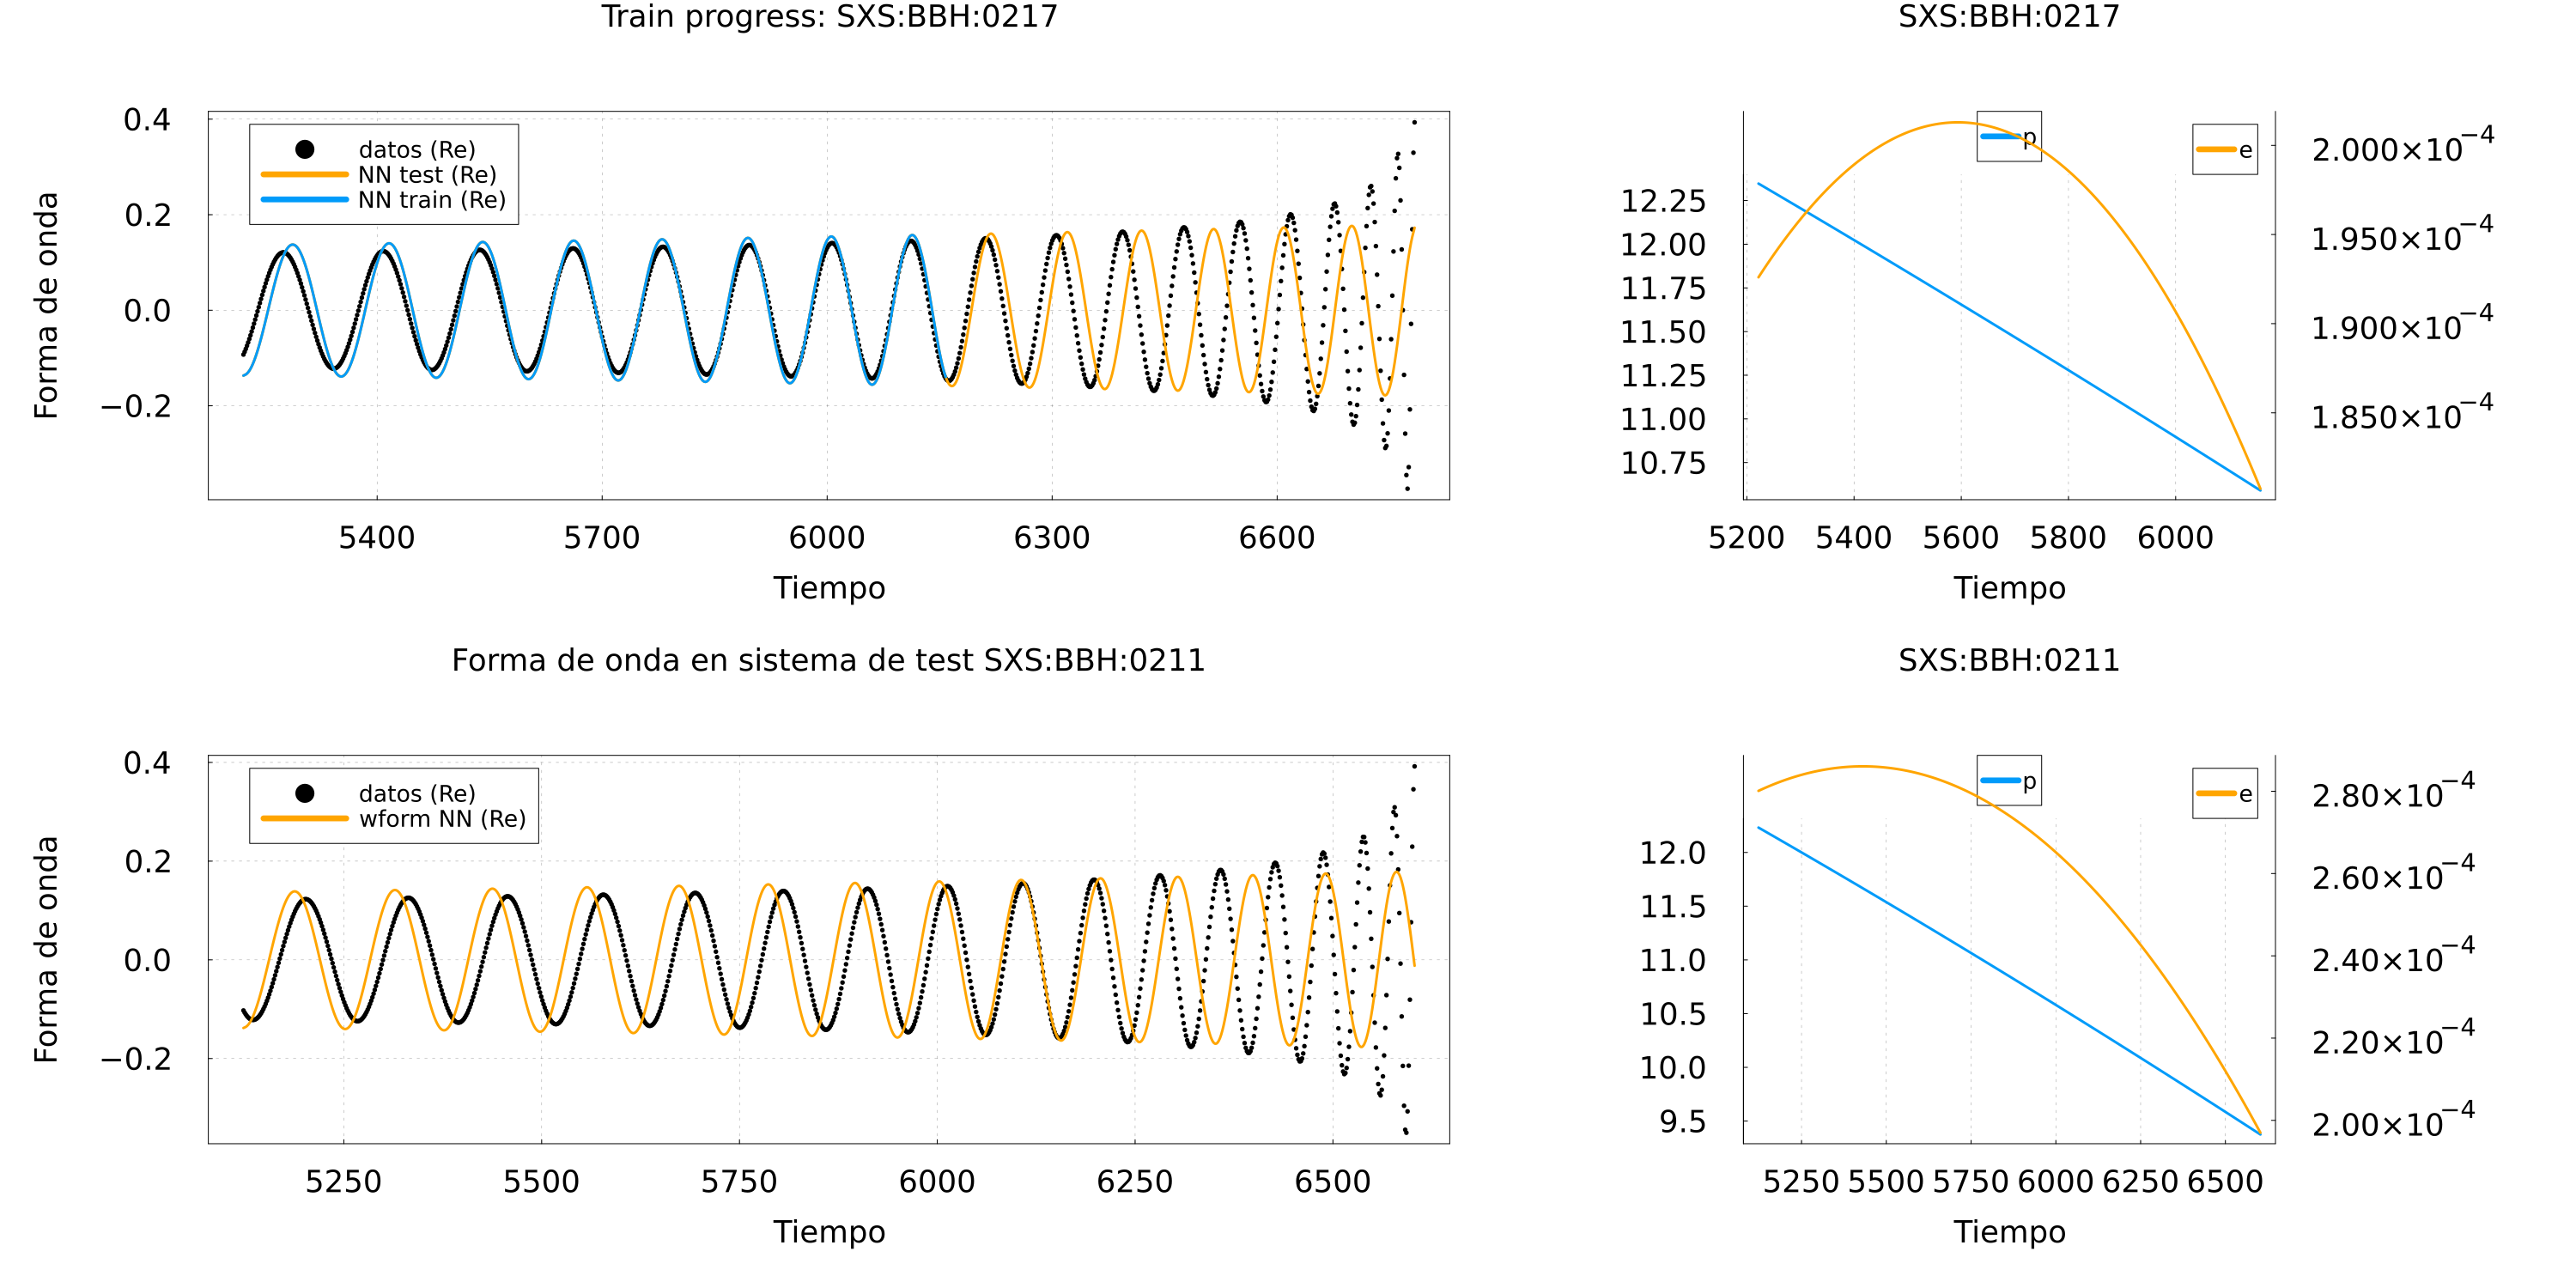 Train progress: SXS:BBH:0217
Forma de onda
0.4
0.2
0.0
−0.2
datos (Re)
NN test (Re)
NN train (Re)
5400 5700 6000 6300 6600
Tiempo
SXS:BBH:0217
12.25
12.00
11.75
11.50
11.25
11.00
10.75
p
e
2.000×10⁻⁴
1.950×10⁻⁴
1.900×10⁻⁴
1.850×10⁻⁴
5200 5400 5600 5800 6000
Tiempo
Forma de onda en sistema de test SXS:BBH:0211
Forma de onda
0.4
0.2
0.0
−0.2
datos (Re)
wform NN (Re)
5250 5500 5750 6000 6250 6500
Tiempo
SXS:BBH:0211
12.0
11.5
11.0
10.5
10.0
9.5
p
e
2.80×10⁻⁴
2.60×10⁻⁴
2.40×10⁻⁴
2.20×10⁻⁴
2.00×10⁻⁴
5250 5500 5750 6000 6250 6500
Tiempo